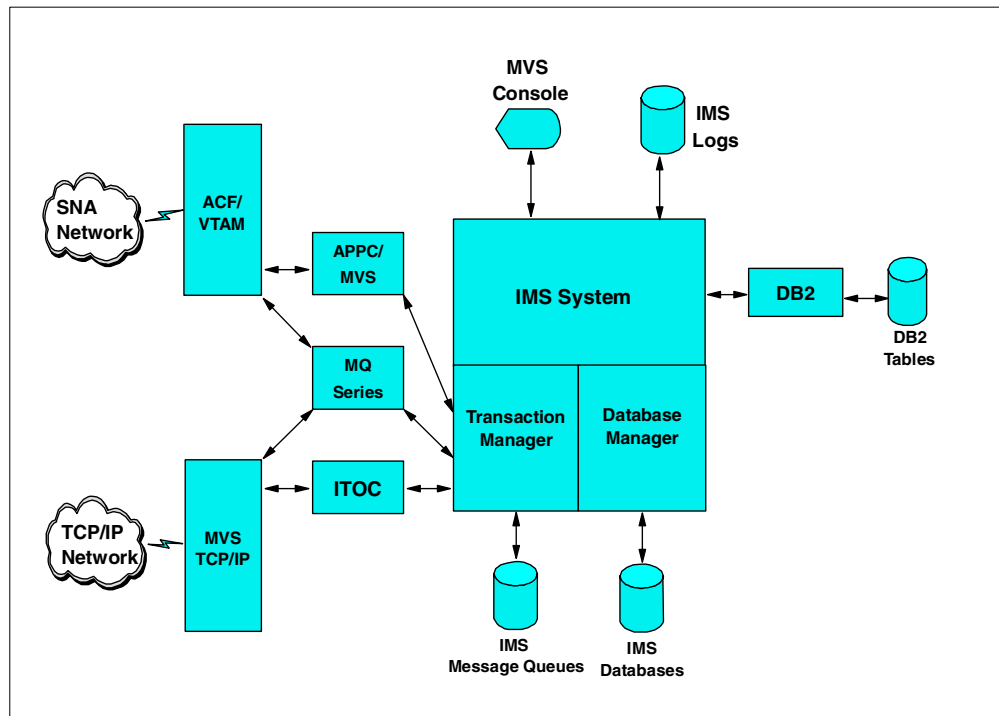 MVS
Console
IMS
Logs
SNA
Network
ACF/
VTAM
APPC/
MVS
IMS System
DB2
DB2
Tables
MQ
Series
Transaction
Manager
Database
Manager
ITOC
TCP/IP
Network
MVS
TCP/IP
IMS
Message Queues
IMS
Databases